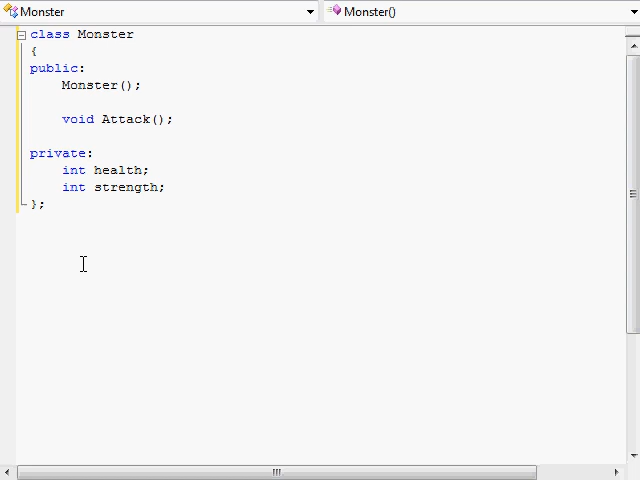 Monster
Monster()
class Monster
{
public:
    Monster();
    void Attack();
private:
    int health;
    int strength;
};